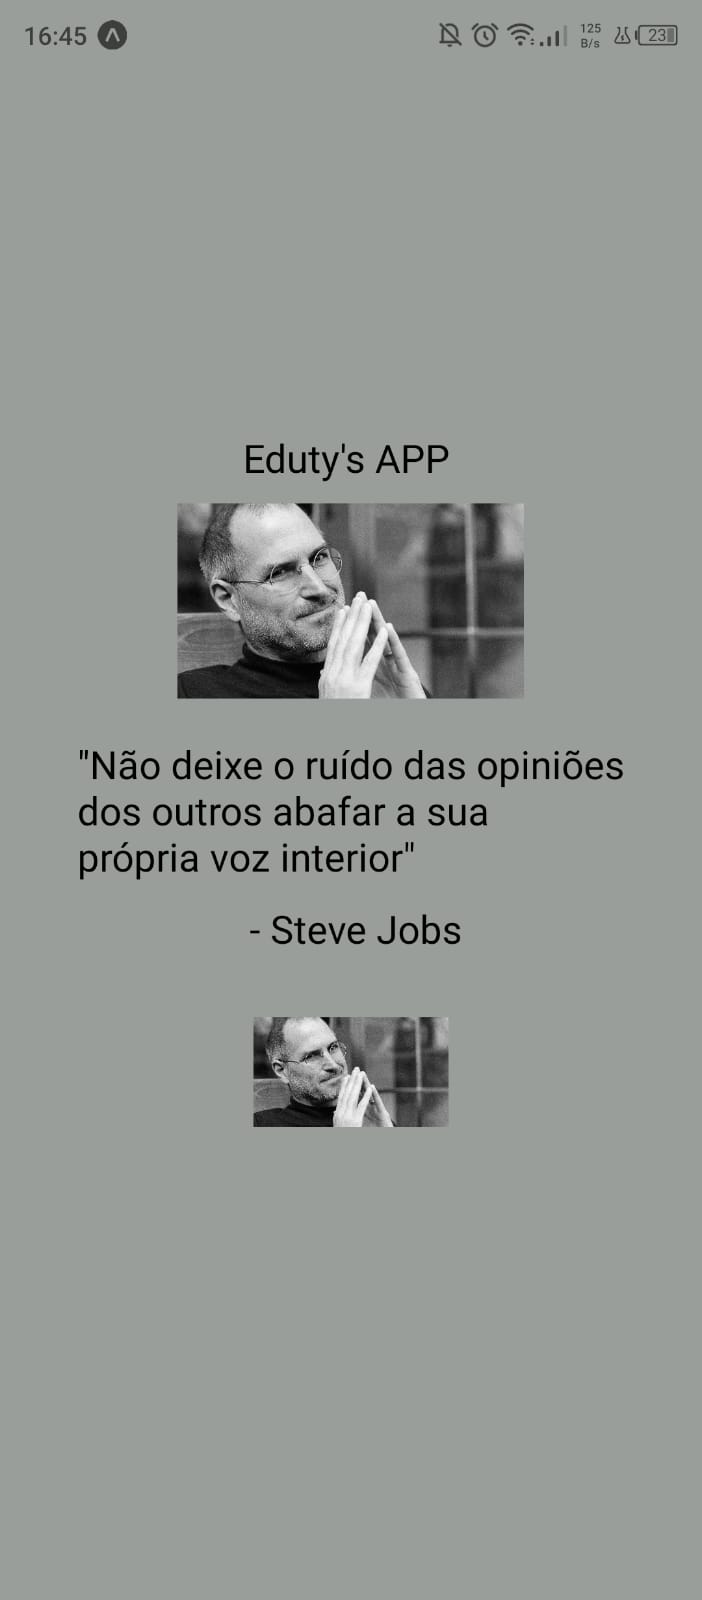 16:45
125
B/s
23
Eduty's APP
"Não deixe o ruído das opiniões
dos outros abafar a sua
própria voz interior"
- Steve Jobs